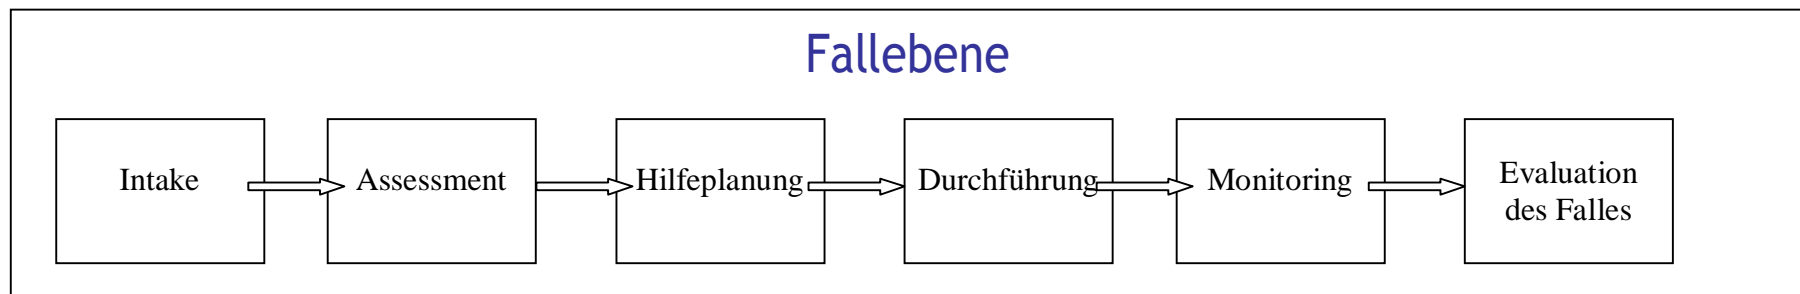 Fallebene
Intake
Assessment
Hilfeplanung
Durchführung
Monitoring
Evaluation
des Falles